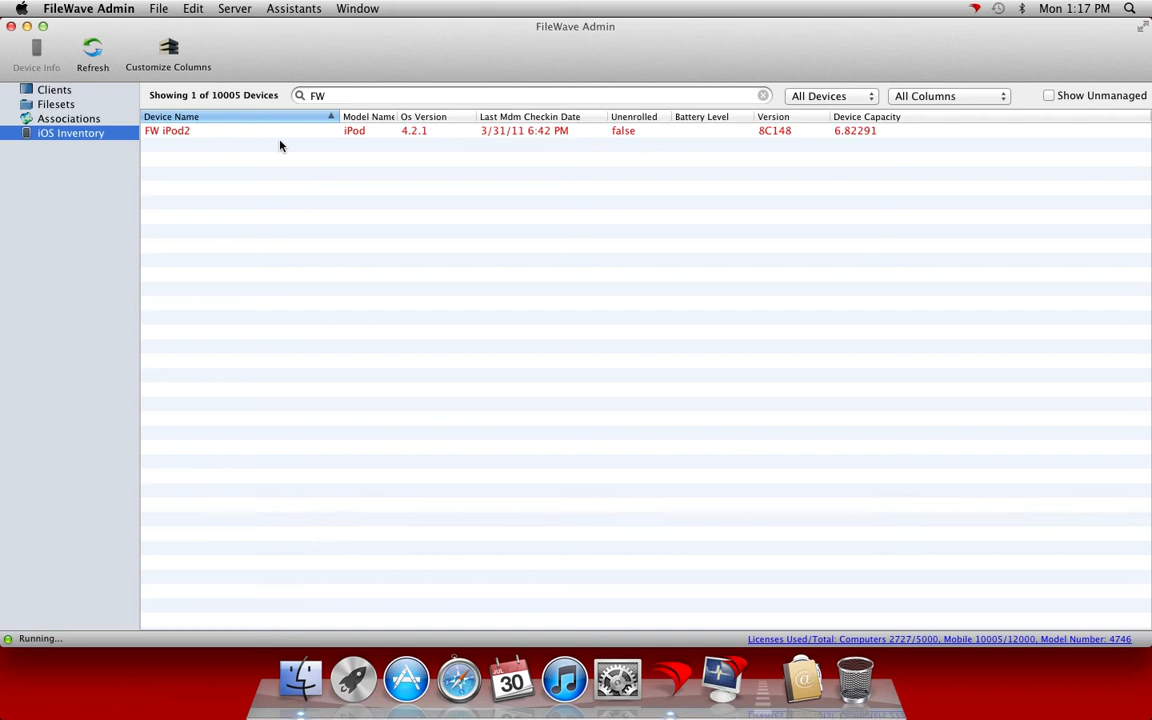 FileWave Admin File Edit Server Assistants Window Mon 1:17 PM
FileWave Admin
Device Info Refresh Customize Columns
Clients
Filesets
Associations
iOS Inventory
Showing 1 of 10005 Devices FW All Devices All Columns Show Unmanaged
Device Name Model Name Os Version Last Mdm Checkin Date Unenrolled Battery Level Version Device Capacity
FW iPod2 iPod 4.2.1 3/31/11 6:42 PM false 8C148 6.82291
Running... Licenses Used/Total: Computers 2727/5000, Mobile 10005/12000, Model Number: 4746
JUL
30